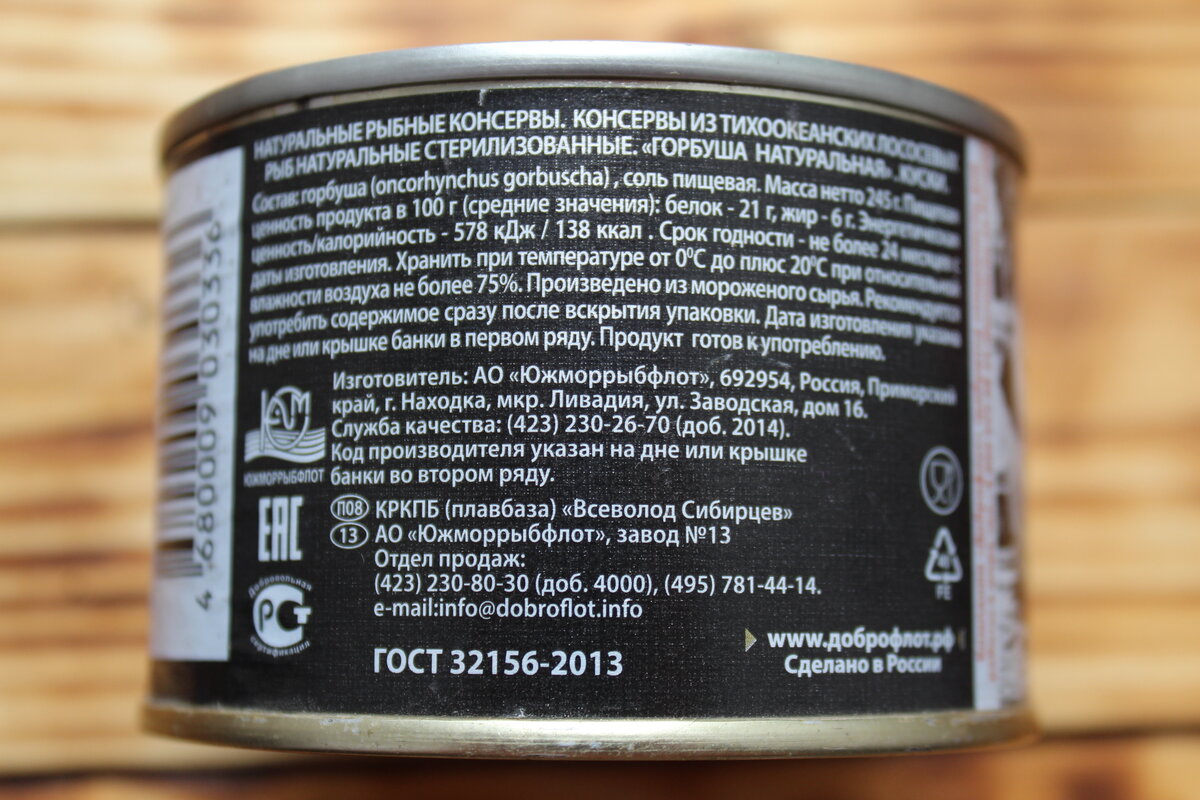 НАТУРАЛЬНЫЕ РЫБНЫЕ КОНСЕРВЫ. КОНСЕРВЫ ИЗ ТИХООКЕАНСКИХ ЛОСОСЕВЫХ
РЫБ НАТУРАЛЬНЫЕ СТЕРИЛИЗОВАННЫЕ. «ГОРБУША НАТУРАЛЬНАЯ». КУСКИ.
Состав: горбуша (oncorhynchus gorbuscha) , соль пищевая. Масса нетто 245 г. Пищевая
ценность продукта в 100 г (средние значения): белок - 21 г, жир - 6 г. Энергетическая
ценность/калорийность - 578 кДж / 138 ккал . Срок годности - не более 24 месяцев с
даты изготовления. Хранить при температуре от 0°С до плюс 20°С при относительной
влажности воздуха не более 75%. Произведено из мороженого сырья. Рекомендуется
употребить содержимое сразу после вскрытия упаковки. Дата изготовления указана
на дне или крышке банки в первом ряду. Продукт готов к употреблению.
Изготовитель: АО «Южморрыбфлот», 692954, Россия, Приморский
край, г. Находка, мкр. Ливадия, ул. Заводская, дом 16.
Служба качества: (423) 230-26-70 (доб. 2014).
Код производителя указан на дне или крышке
банки во втором ряду.
ЮЖМОРРЫБФЛОТ
П08 КРКПБ (плавбаза) «Всеволод Сибирцев»
13 АО «Южморрыбфлот», завод №13
Отдел продаж:
(423) 230-80-30 (доб. 4000), (495) 781-44-14.
e-mail:info@dobroflot.info
ЕАС
Добровольная
РСТ
сертификация
ГОСТ 32156-2013
www.доброфлот.рф
Сделано в России
40
FE
4 680009 030336